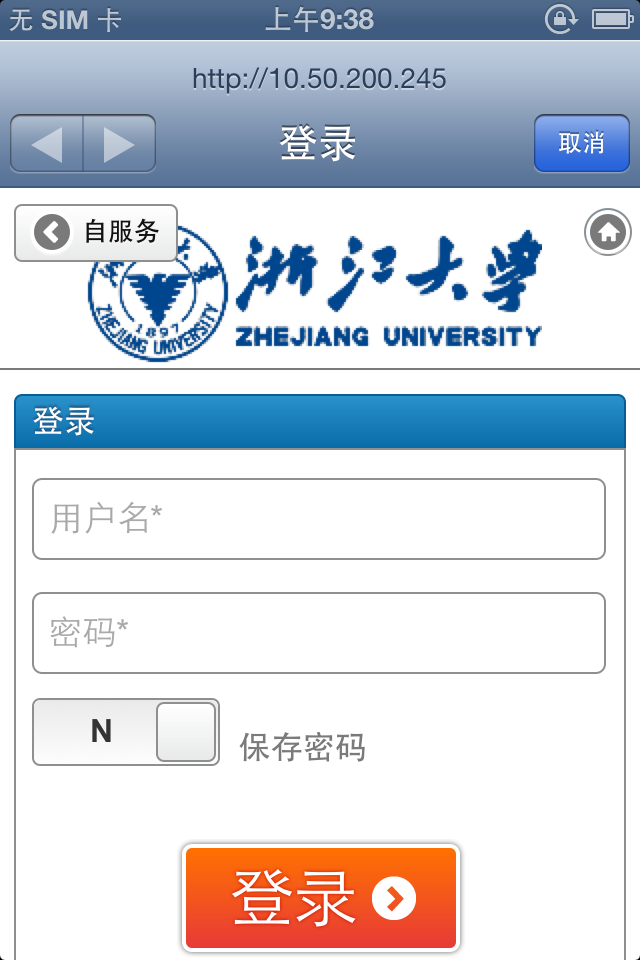 无 SIM 卡
上午9:38
http://10.50.200.245
登录
取消
自服务
浙江大学
ZHEJIANG UNIVERSITY
1897
ZHEJIANG UNIVERSITY
登录
用户名*
密码*
N
保存密码
登录